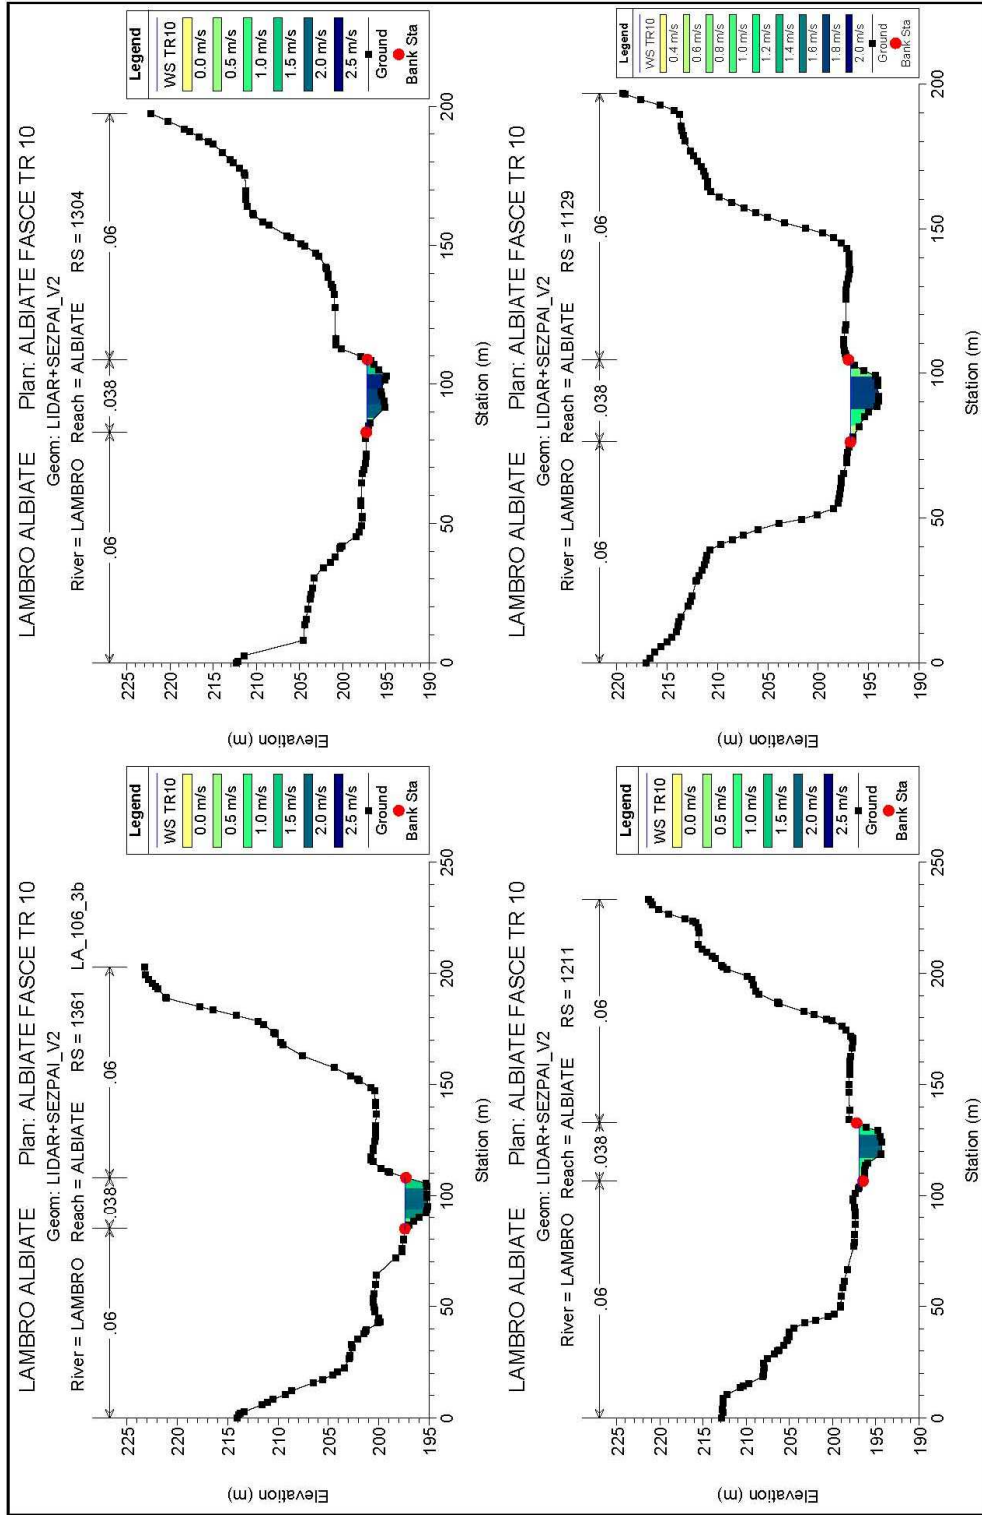 LAMBRO ALBIATE Plan: ALBIATE FASCE TR 10
Geom: LIDAR+SEZPAI_V2
River = LAMBRO Reach = ALBIATE RS = 1361 LA_106_3b
.06
.038
.06
225
220
215
210
205
200
195
Elevation (m)
0
50
100
150
200
250
Station (m)
Legend
WS TR10
0.0 m/s
0.5 m/s
1.0 m/s
1.5 m/s
2.0 m/s
2.5 m/s
Ground
Bank Sta
LAMBRO ALBIATE Plan: ALBIATE FASCE TR 10
Geom: LIDAR+SEZPAI_V2
River = LAMBRO Reach = ALBIATE RS = 1304
.06
.038
.06
225
220
215
210
205
200
195
190
Elevation (m)
0
50
100
150
200
Station (m)
Legend
WS TR10
0.0 m/s
0.5 m/s
1.0 m/s
1.5 m/s
2.0 m/s
2.5 m/s
Ground
Bank Sta
LAMBRO ALBIATE Plan: ALBIATE FASCE TR 10
Geom: LIDAR+SEZPAI_V2
River = LAMBRO Reach = ALBIATE RS = 1211
.06
.038
.06
225
220
215
210
205
200
195
190
Elevation (m)
0
50
100
150
200
250
Station (m)
Legend
WS TR10
0.0 m/s
0.5 m/s
1.0 m/s
1.5 m/s
2.0 m/s
2.5 m/s
Ground
Bank Sta
LAMBRO ALBIATE Plan: ALBIATE FASCE TR 10
Geom: LIDAR+SEZPAI_V2
River = LAMBRO Reach = ALBIATE RS = 1129
.06
.038
.06
220
215
210
205
200
195
190
Elevation (m)
0
50
100
150
200
Station (m)
Legend
WS TR10
0.4 m/s
0.6 m/s
0.8 m/s
1.0 m/s
1.2 m/s
1.4 m/s
1.6 m/s
1.8 m/s
2.0 m/s
Ground
Bank Sta